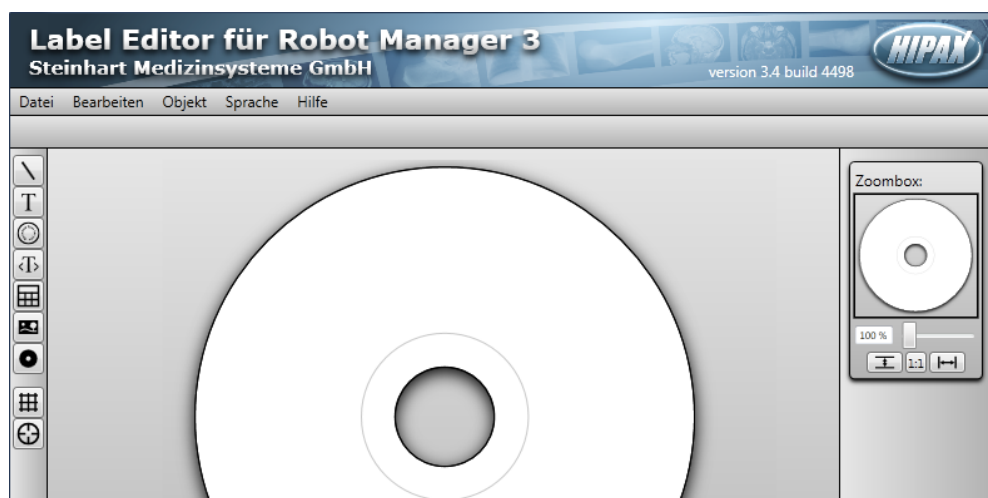 Label Editor für Robot Manager 3
Steinhart Medizinsysteme GmbH
version 3.4 build 4498
HIPAX
Datei Bearbeiten Objekt Sprache Hilfe
T
<T>
Zoombox:
100 %
1:1